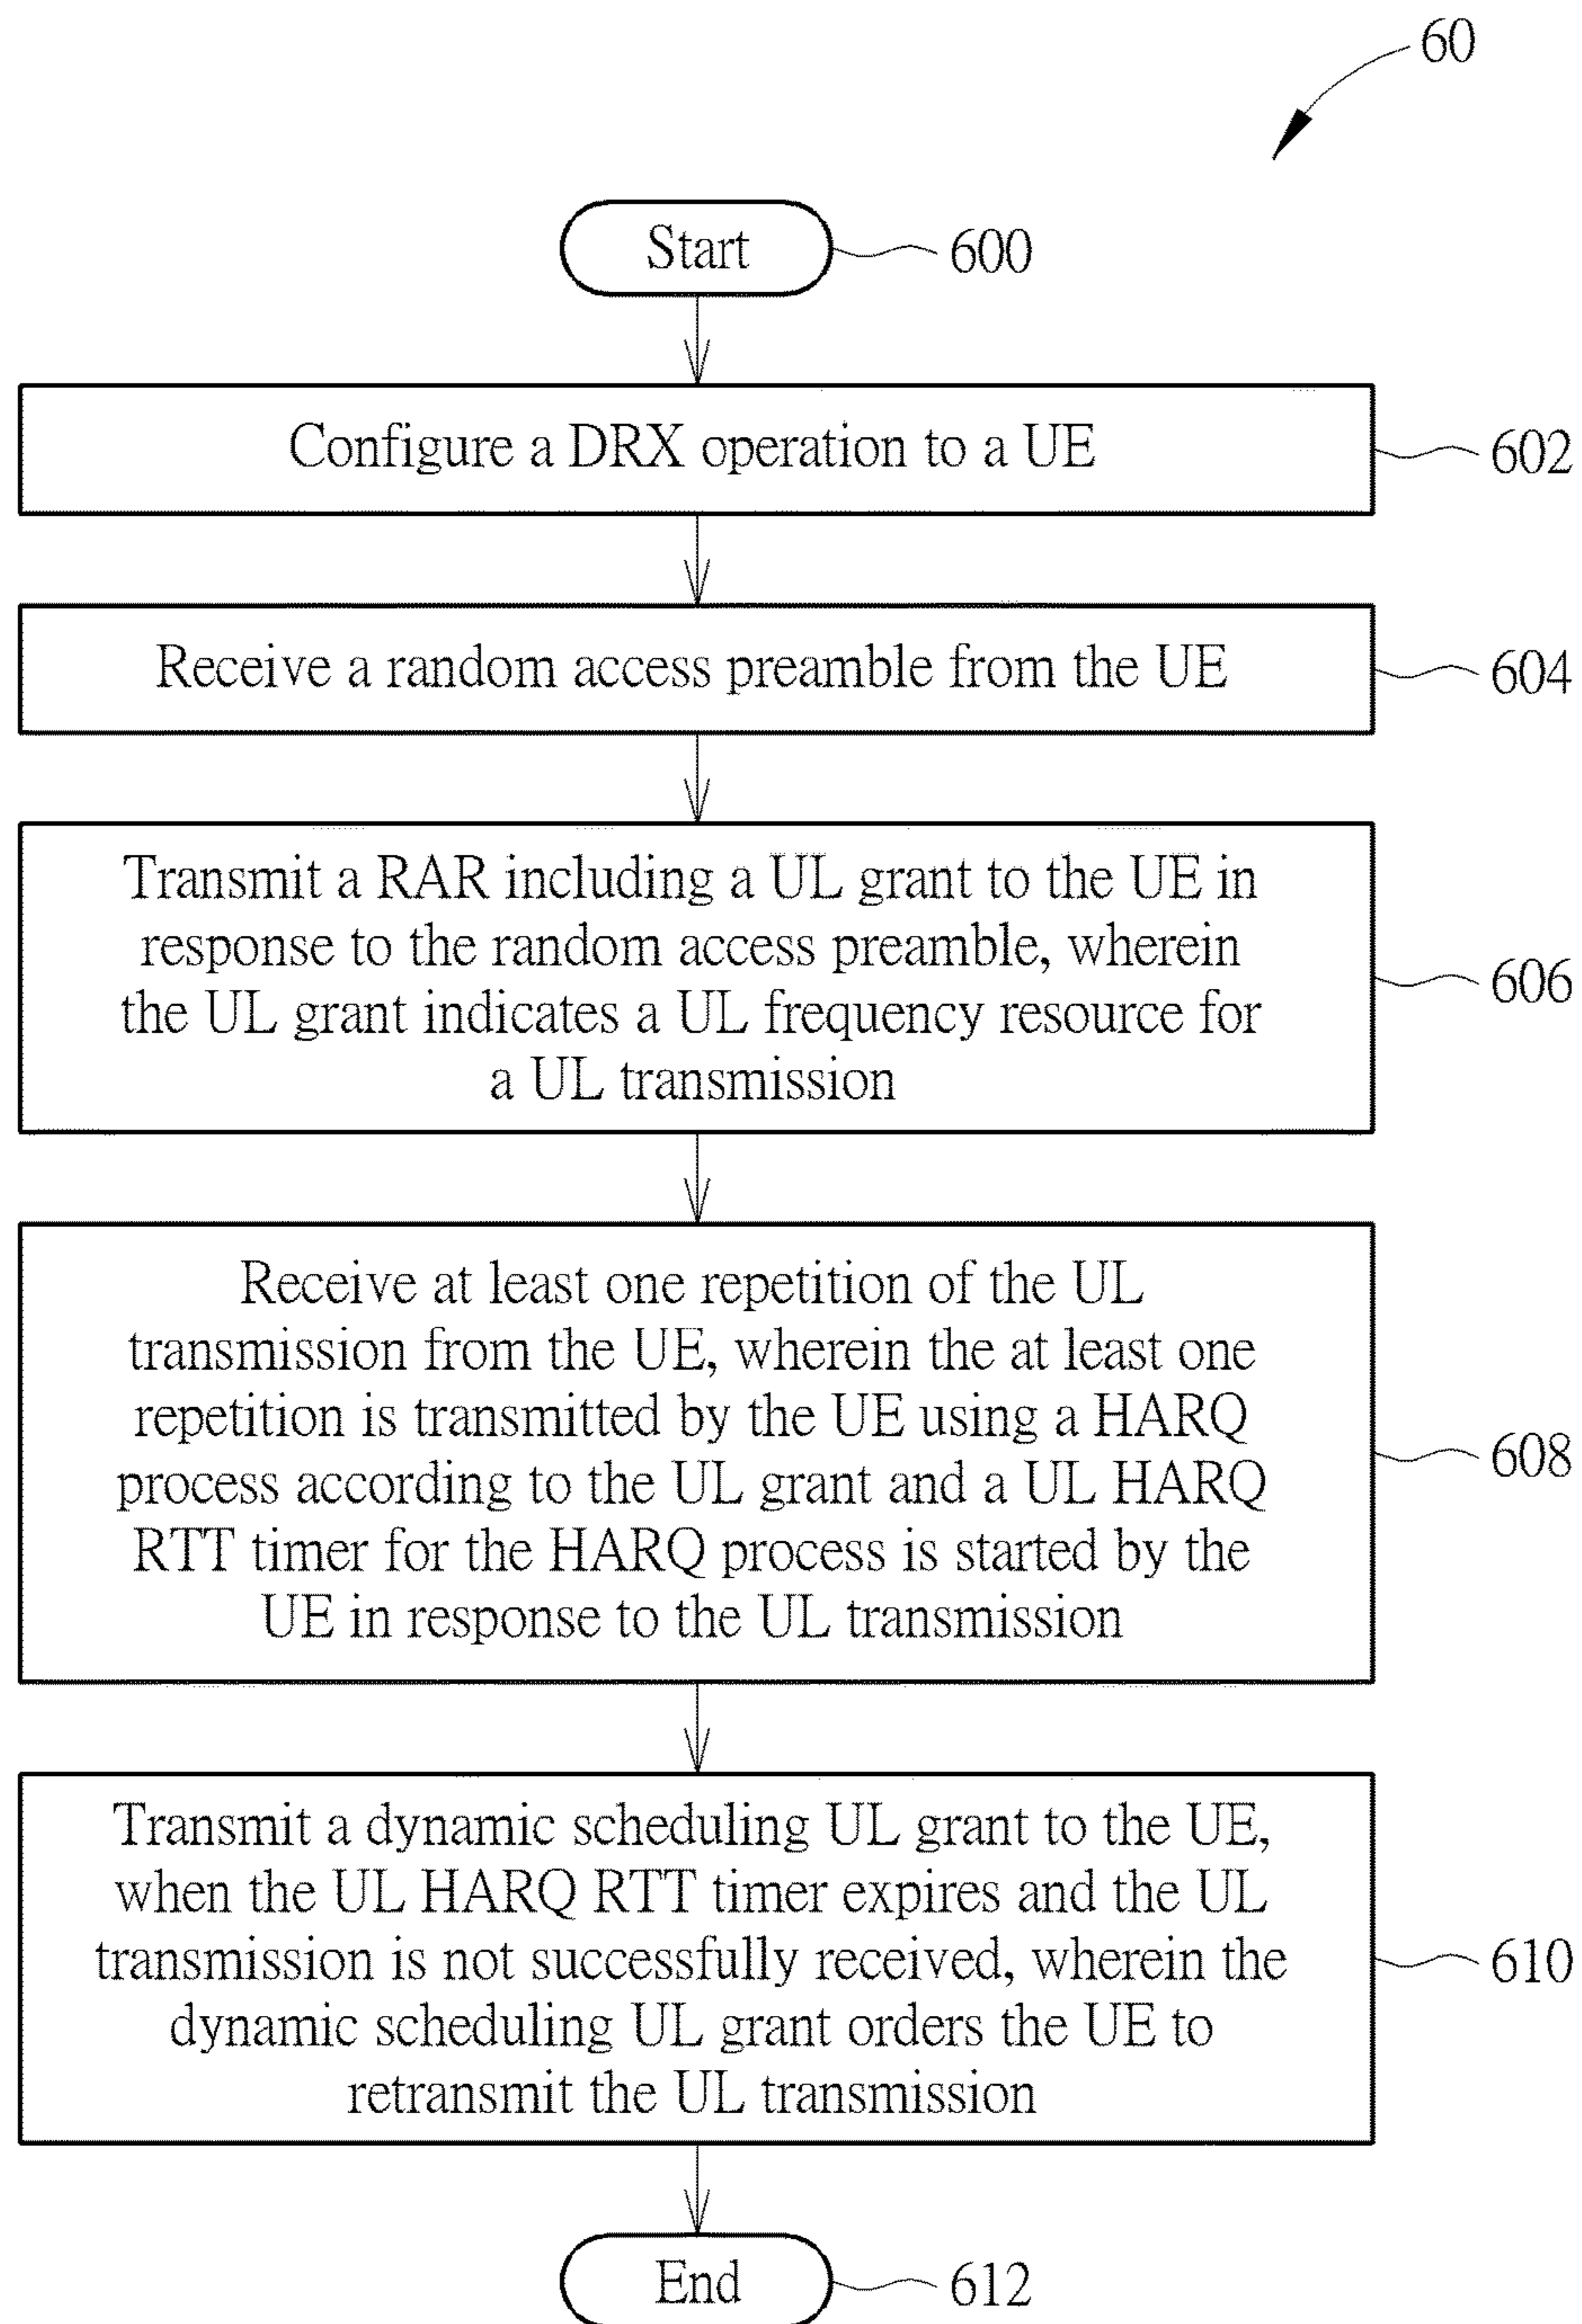 60
Start
600
Configure a DRX operation to a UE
602
Receive a random access preamble from the UE
604
Transmit a RAR including a UL grant to the UE in
response to the random access preamble, wherein
the UL grant indicates a UL frequency resource for
a UL transmission
606
Receive at least one repetition of the UL
transmission from the UE, wherein the at least one
repetition is transmitted by the UE using a HARQ
process according to the UL grant and a UL HARQ
RTT timer for the HARQ process is started by the
UE in response to the UL transmission
608
Transmit a dynamic scheduling UL grant to the UE,
when the UL HARQ RTT timer expires and the UL
transmission is not successfully received, wherein the
dynamic scheduling UL grant orders the UE to
retransmit the UL transmission
610
End
612